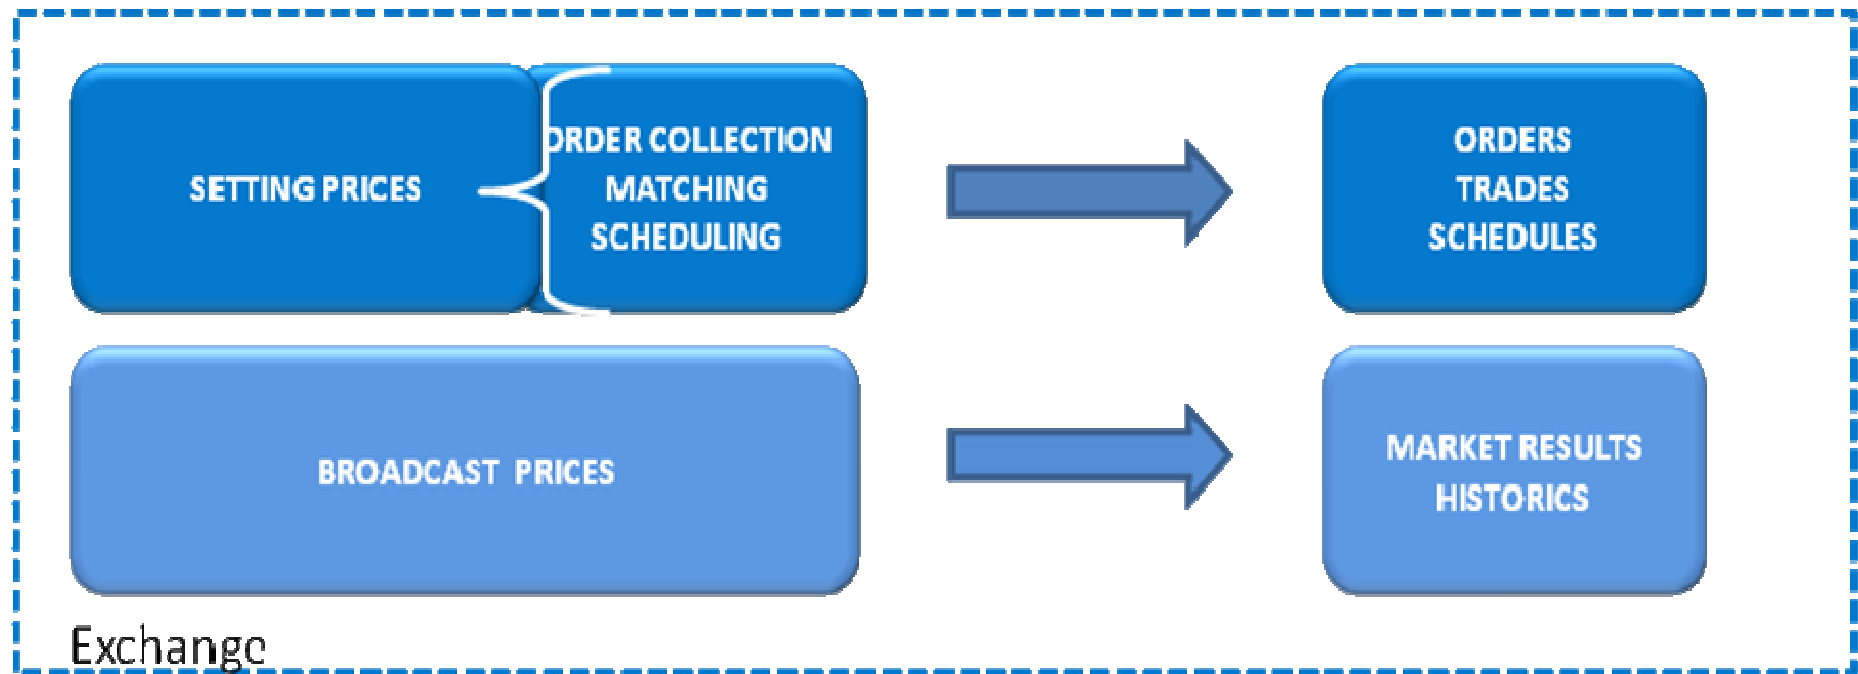 SETTING PRICES
ORDER COLLECTION
MATCHING
SCHEDULING
ORDERS
TRADES
SCHEDULES
BROADCAST PRICES
MARKET RESULTS
HISTORICS
Exchange